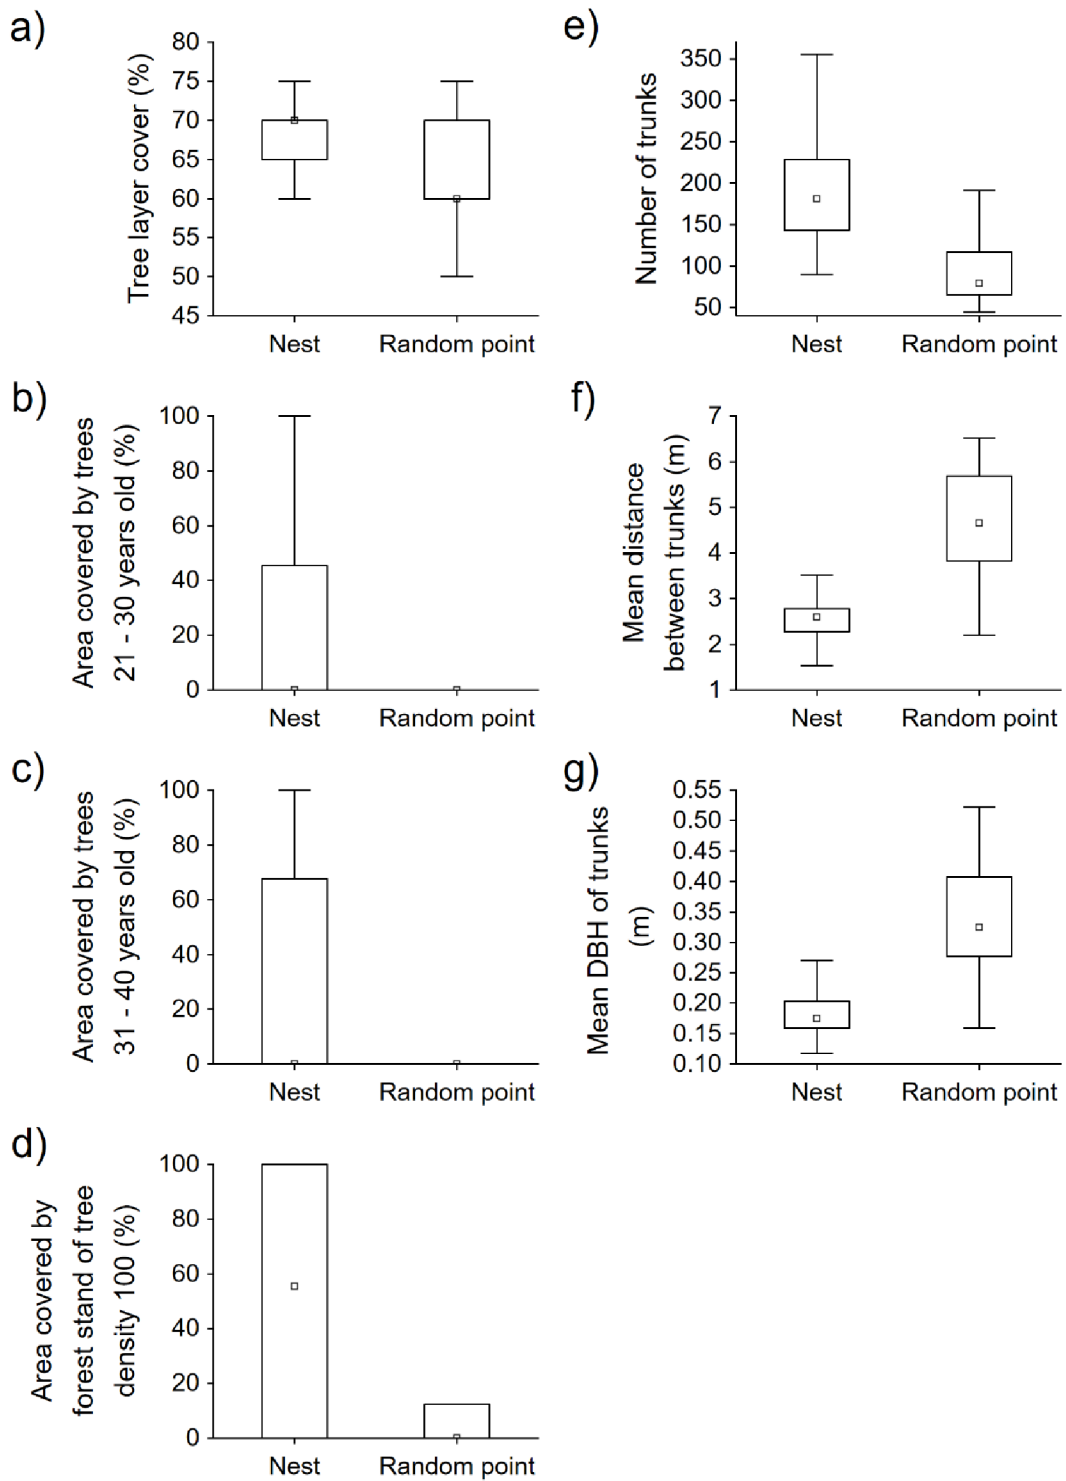 a)
Tree layer cover (%)
80
75
70
65
60
55
50
45
Nest Random point
b)
Area covered by trees
21 - 30 years old (%)
100
80
60
40
20
0
Nest Random point
c)
Area covered by trees
31 - 40 years old (%)
100
80
60
40
20
0
Nest Random point
d)
Area covered by
forest stand of tree
density 100 (%)
100
80
60
40
20
0
Nest Random point
e)
Number of trunks
350
300
250
200
150
100
50
Nest Random point
f)
Mean distance
between trunks (m)
7
6
5
4
3
2
1
Nest Random point
g)
Mean DBH of trunks
(m)
0.55
0.50
0.45
0.40
0.35
0.30
0.25
0.20
0.15
0.10
Nest Random point